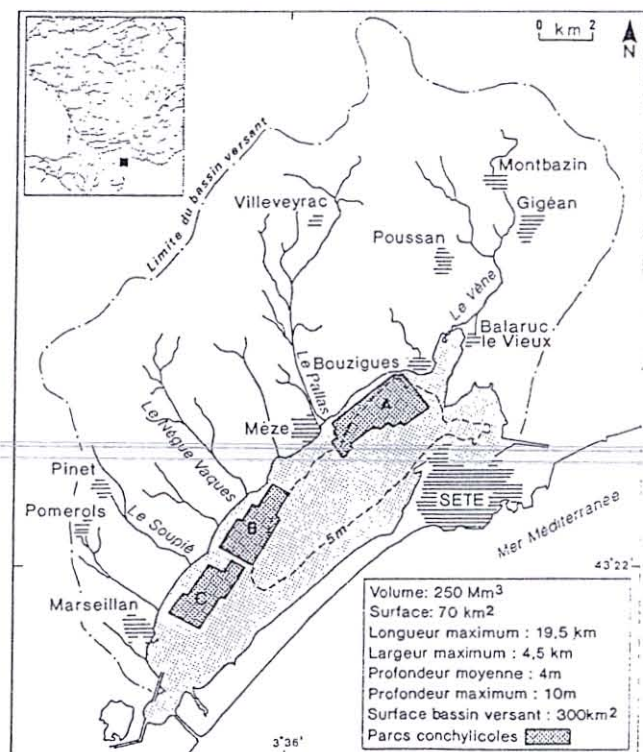 0 km 2
N
Limite du bassin versant
Montbazin
Villeveyrac
Gigéan
Poussan
Le Vène
Balaruc
le Vieux
Bouzigues
Le Pallas
A
Mèze
Le Nègue Vaques
Pinet
SETE
Pomerols
Le Soupié
B
5m
Mer Méditerranée
43°22'
C
Marseillan
Volume: 250 Mm³
Surface: 70 km²
Longueur maximum : 19,5 km
Largeur maximum : 4,5 km
Profondeur moyenne : 4m
Profondeur maximum : 10m
Surface bassin versant : 300km²
Parcs conchylicoles
3°36'